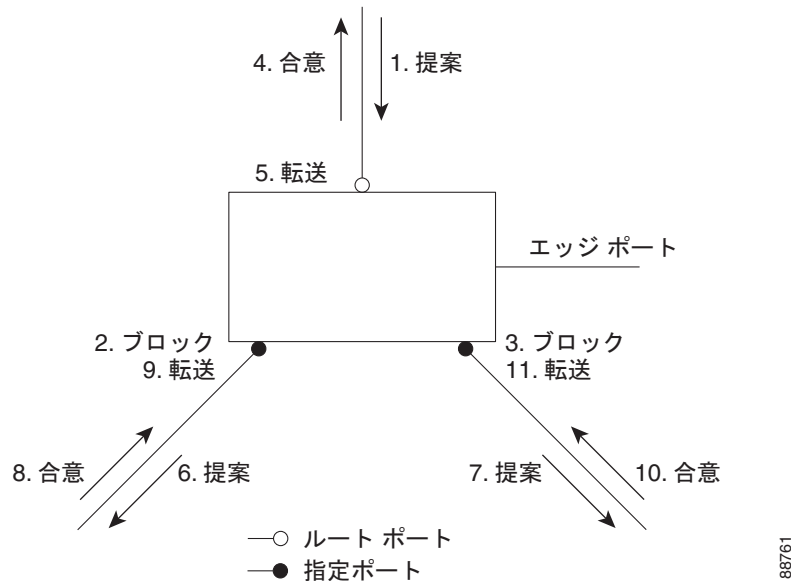 4. 合意
1. 提案
5. 転送
エッジ ポート
2. ブロック
9. 転送
3. ブロック
11. 転送
8. 合意
6. 提案
7. 提案
10. 合意
ルート ポート
指定ポート
88761